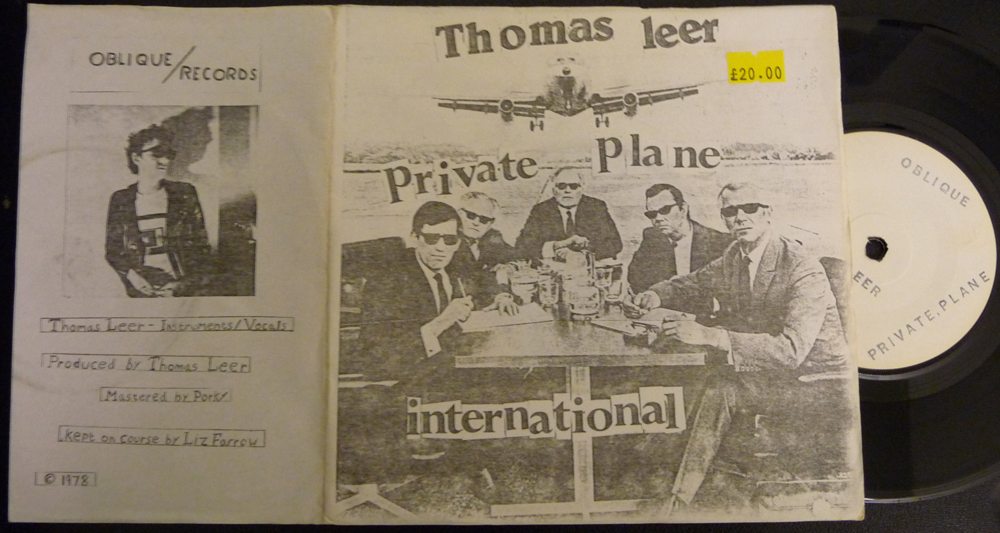 OBLIQUE/RECORDS
Thomas Leer - Instruments/Vocals
Produced by Thomas Leer
Mastered by Porky
kept on course by Liz Farrow
© 1978
Thomas leer
£20.00
private plane
international
OBLIQUE
EER
PRIVATE.PLANE